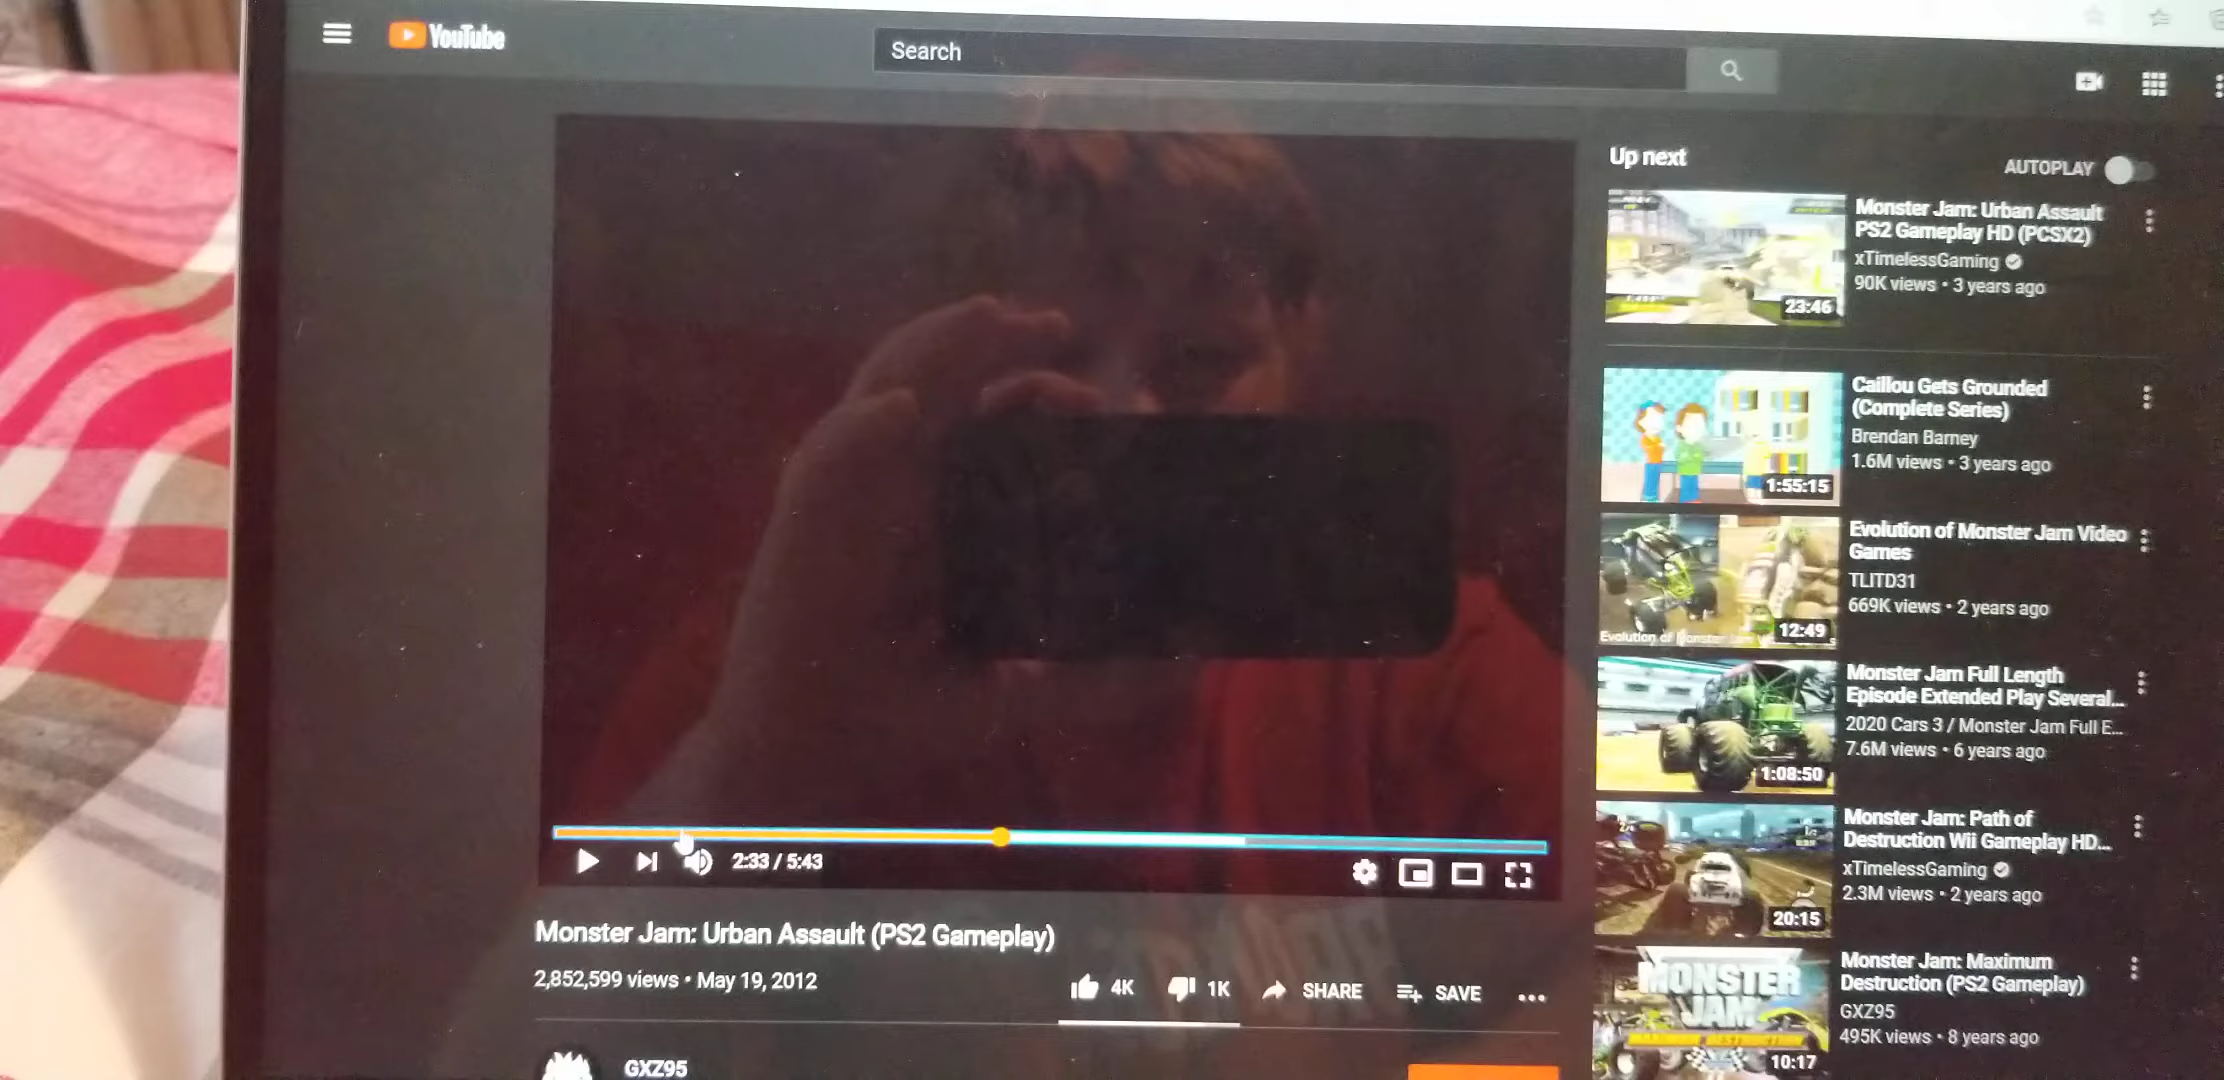 YouTube
Search
2:33 / 5:43
Monster Jam: Urban Assault (PS2 Gameplay)
2,852,599 views • May 19, 2012
4K
1K
SHARE
SAVE
GXZ95
Up next
AUTOPLAY
23:46
Monster Jam: Urban Assault
PS2 Gameplay HD (PCSX2)
xTimelessGaming
90K views • 3 years ago
1:55:15
Caillou Gets Grounded
(Complete Series)
Brendan Barney
1.6M views • 3 years ago
Evolution of Monster Jam
12:49
Evolution of Monster Jam Video
Games
TLITD31
669K views • 2 years ago
1:08:50
Monster Jam Full Length
Episode Extended Play Several...
2020 Cars 3 / Monster Jam Full E...
7.6M views • 6 years ago
20:15
Monster Jam: Path of
Destruction Wii Gameplay HD...
xTimelessGaming
2.3M views • 2 years ago
MONSTER
JAM
10:17
Monster Jam: Maximum
Destruction (PS2 Gameplay)
GXZ95
495K views • 8 years ago